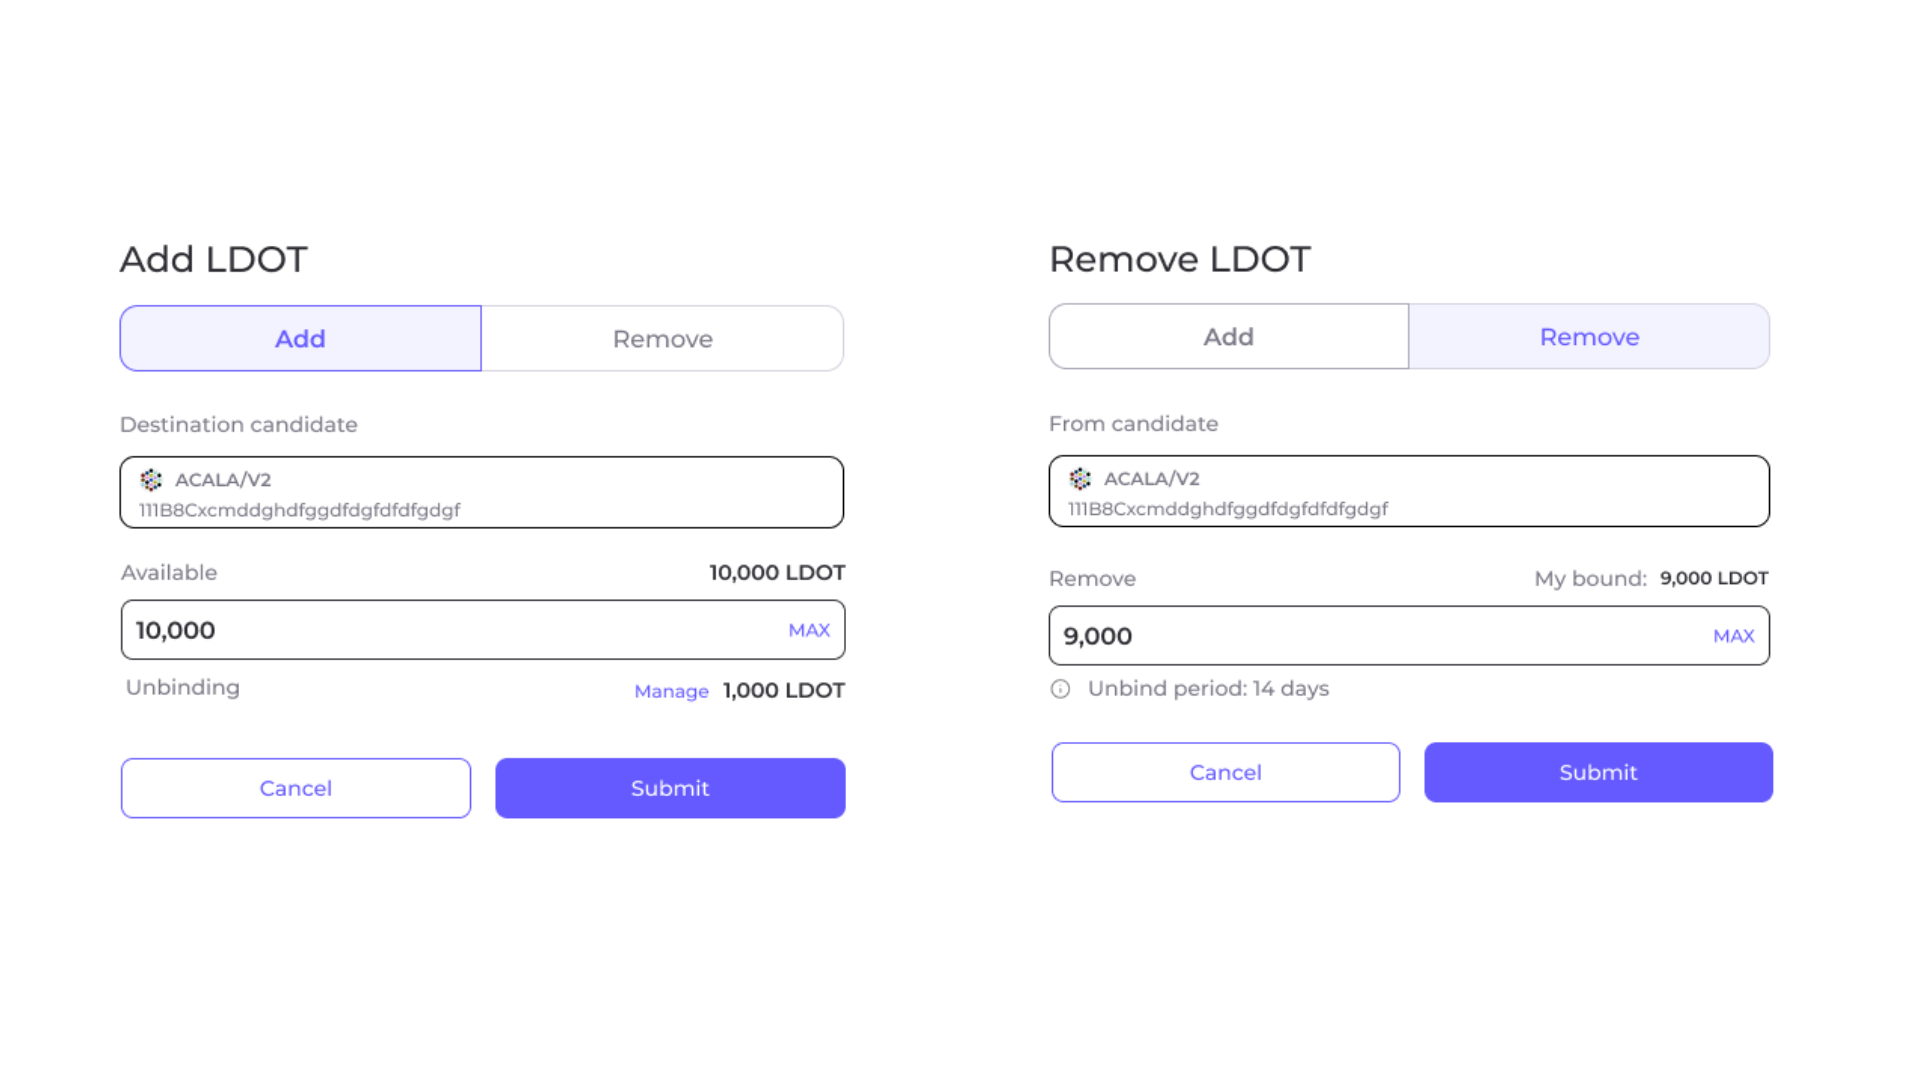 Add LDOT
Add Remove
Destination candidate
ACALA/V2
111B8Cxcmddghdfggdfdgfdfdfgdgf
Available 10,000 LDOT
10,000 MAX
Unbinding Manage 1,000 LDOT
Cancel Submit
Remove LDOT
Add Remove
From candidate
ACALA/V2
111B8Cxcmddghdfggdfdgfdfdfgdgf
Remove My bound: 9,000 LDOT
9,000 MAX
Unbind period: 14 days
Cancel Submit